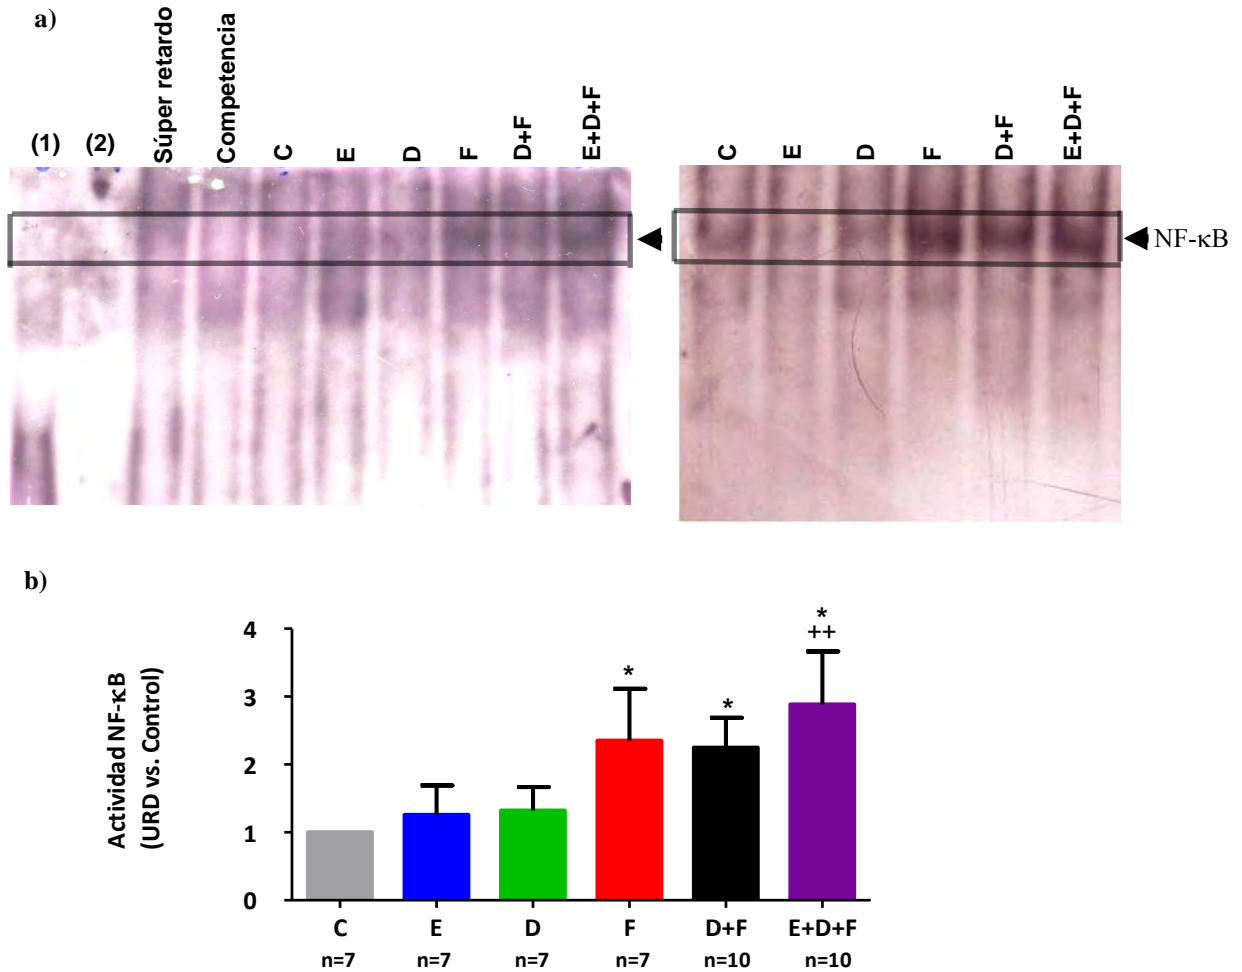 a)
(1)
(2)
Súper retardo
Competencia
C
E
D
F
D+F
E+D+F
C
E
D
F
D+F
E+D+F
NF-κB
b)
Actividad NF-κB
(URD vs. Control)
4
3
2
1
0
*
*
*
++
C
E
D
F
D+F
E+D+F
n=7
n=7
n=7
n=7
n=10
n=10